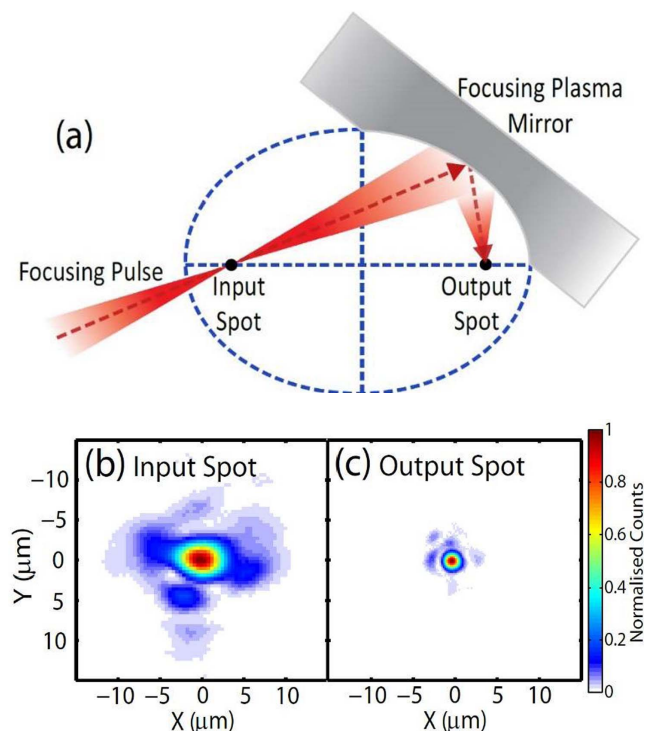 (a)
Focusing Plasma
Mirror
Focusing Pulse
Input
Spot
Output
Spot
(b) Input Spot
(c) Output Spot
Y (μm)
−10
−5
0
5
10
−10 −5 0 5 10
X (μm)
−10 −5 0 5 10
X (μm)
1
0.8
0.6
0.4
0.2
0
Normalised Counts